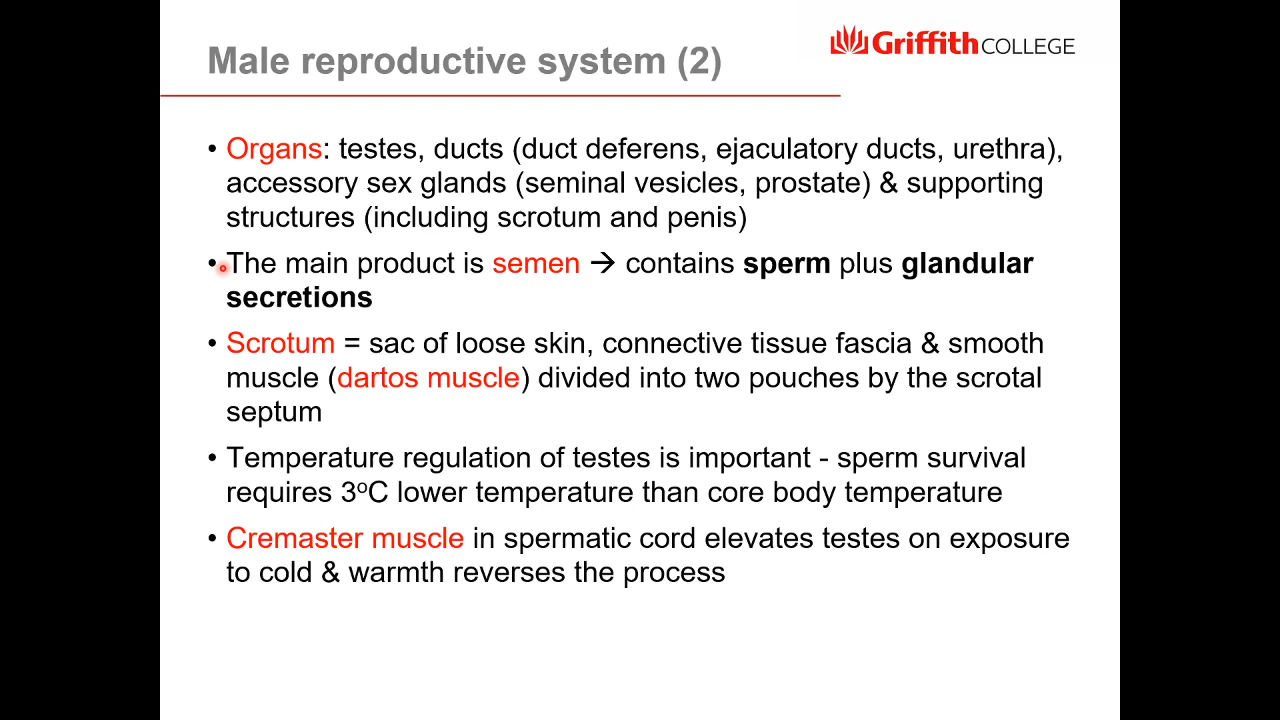 Male reproductive system (2)
Griffith COLLEGE
• Organs: testes, ducts (duct deferens, ejaculatory ducts, urethra),
accessory sex glands (seminal vesicles, prostate) & supporting
structures (including scrotum and penis)
• The main product is semen → contains sperm plus glandular
secretions
• Scrotum = sac of loose skin, connective tissue fascia & smooth
muscle (dartos muscle) divided into two pouches by the scrotal
septum
• Temperature regulation of testes is important - sperm survival
requires 3ºC lower temperature than core body temperature
• Cremaster muscle in spermatic cord elevates testes on exposure
to cold & warmth reverses the process